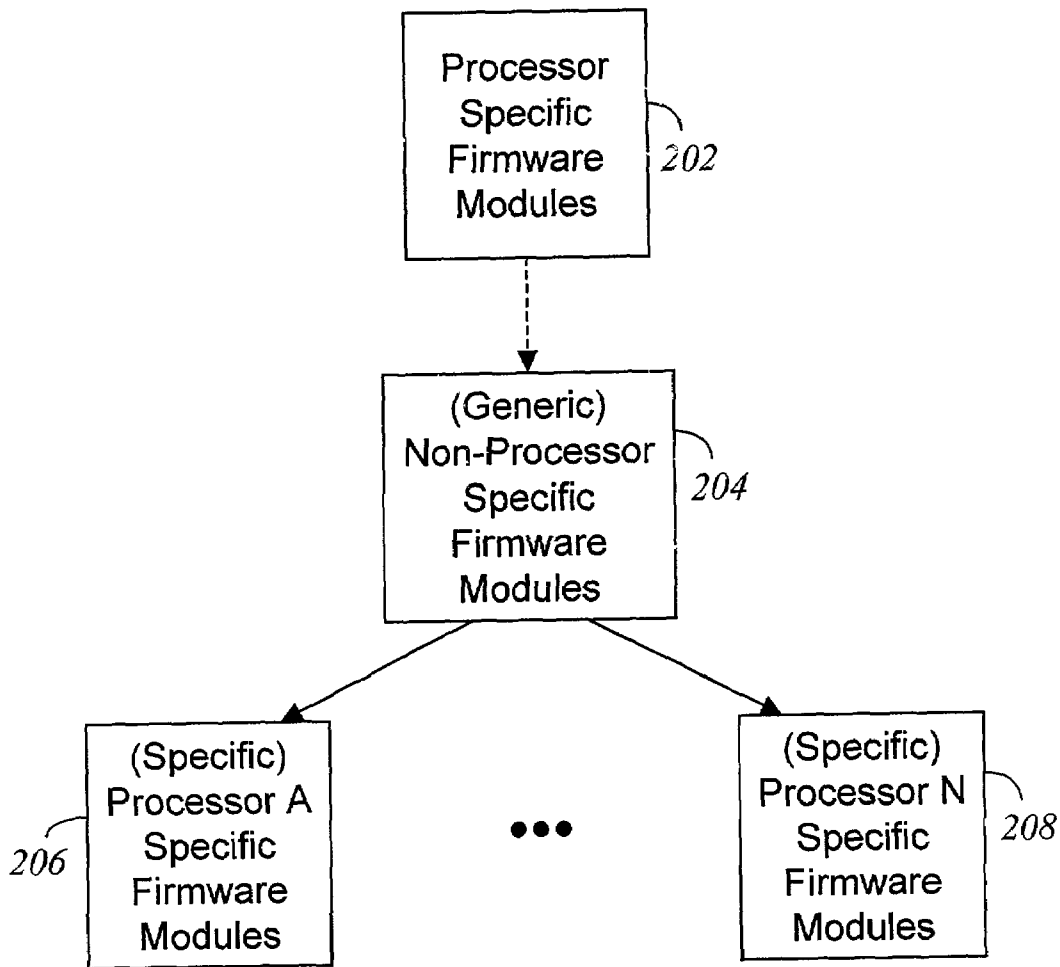 Processor
Specific
Firmware
Modules
202
(Generic)
Non-Processor
Specific
Firmware
Modules
204
(Specific)
Processor A
Specific
Firmware
Modules
206
(Specific)
Processor N
Specific
Firmware
Modules
208